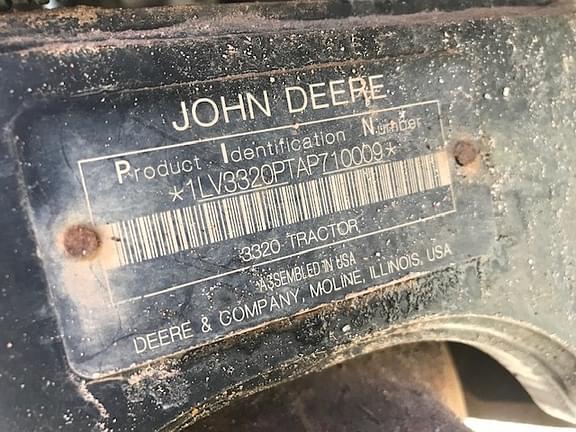 JOHN DEERE
Product Identification Number
*1LV3320PTAP710009*
3320 TRACTOR
ASSEMBLED IN USA
DEERE & COMPANY, MOLINE, ILLINOIS, USA